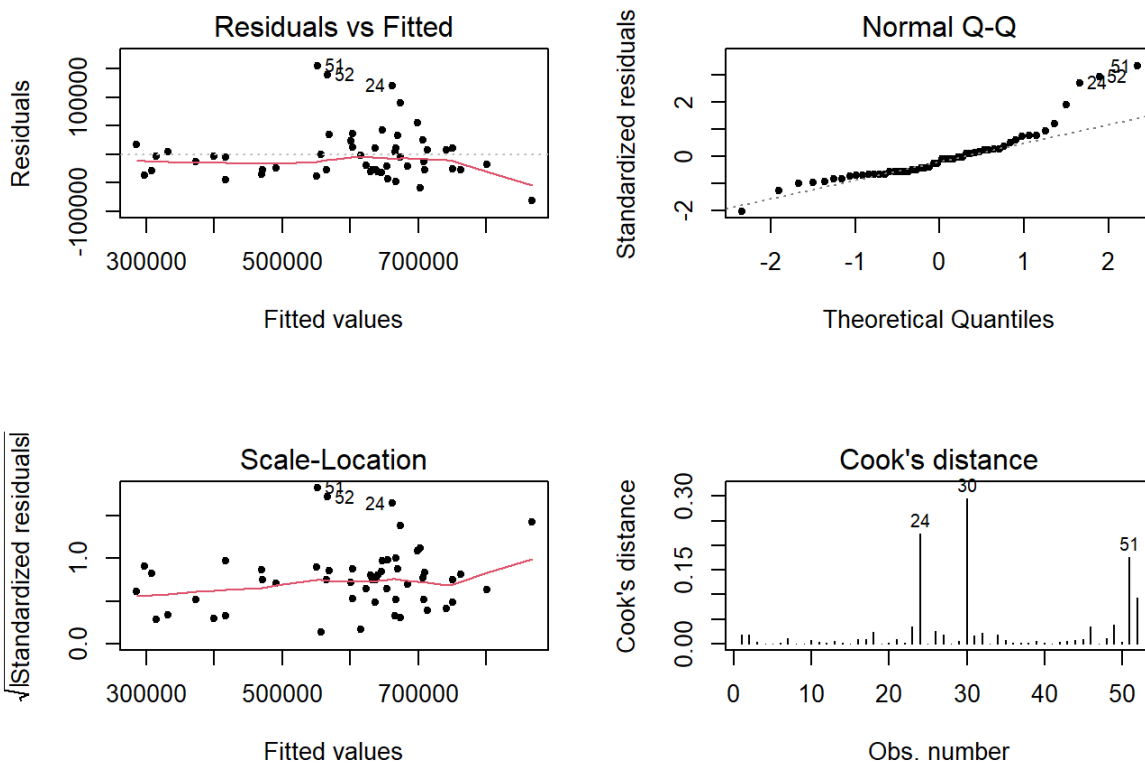 Residuals vs Fitted
Residuals
100000
-100000
51
52
24
300000 500000 700000
Fitted values
Normal Q-Q
Standardized residuals
2
0
-2
51
52
24
-2 -1 0 1 2
Theoretical Quantiles
Scale-Location
√|Standardized residuals|
1.0
0.0
51
52
24
300000 500000 700000
Fitted values
Cook's distance
Cook's distance
0.30
0.15
0.00
30
24
51
0 10 20 30 40 50
Obs. number